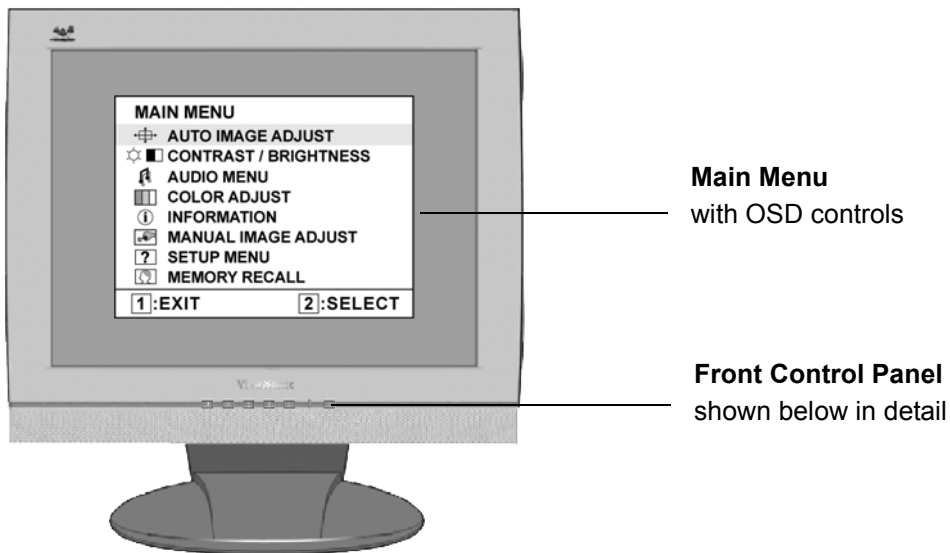 MAIN MENU
AUTO IMAGE ADJUST
CONTRAST / BRIGHTNESS
AUDIO MENU
COLOR ADJUST
INFORMATION
MANUAL IMAGE ADJUST
SETUP MENU
MEMORY RECALL
1:EXIT 2:SELECT
Main Menu
with OSD controls
ViewSonic
Front Control Panel
shown below in detail